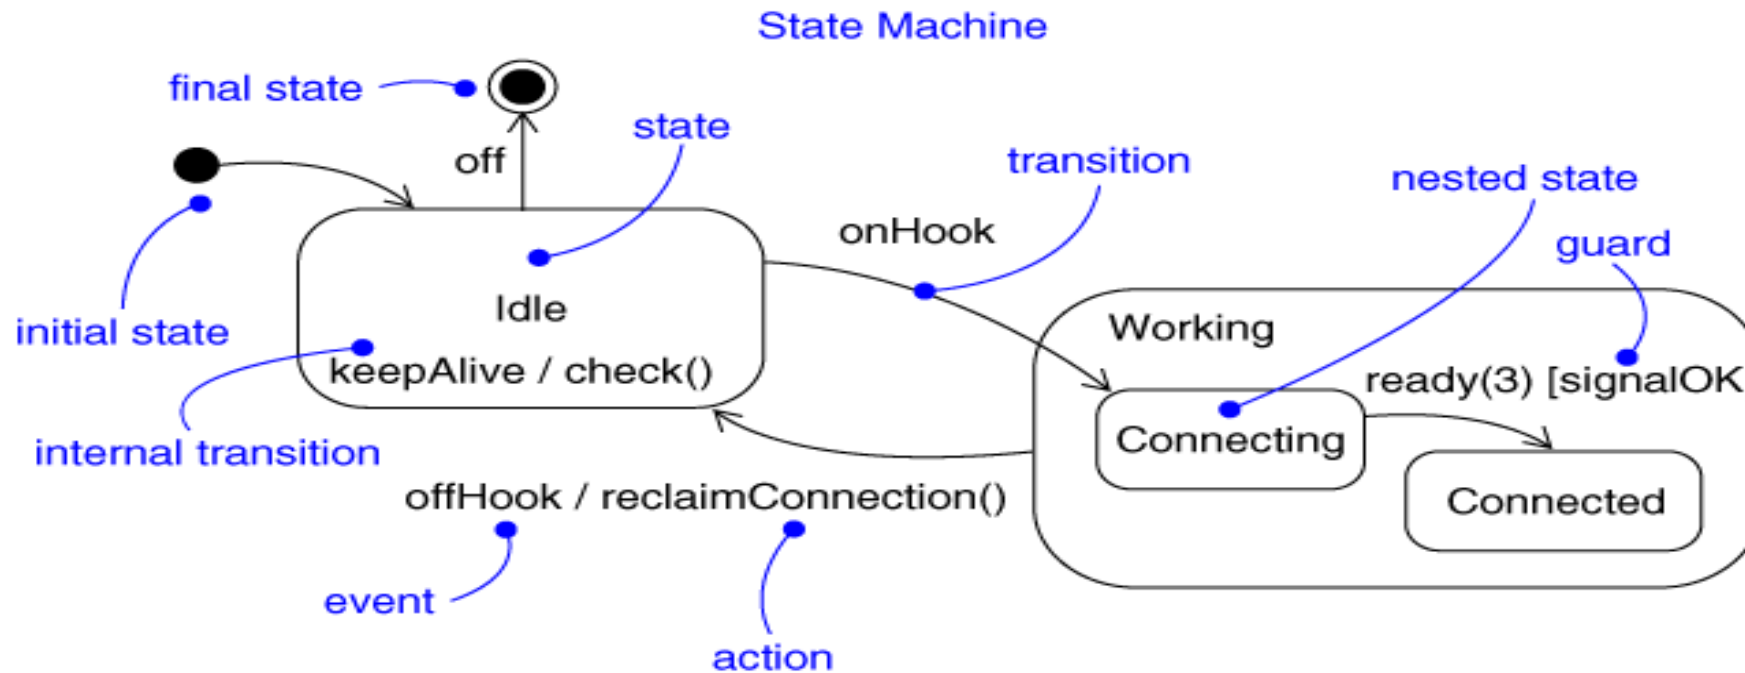 State Machine
final state
state
off
transition
nested state
onHook
guard
Idle
initial state
Working
keepAlive / check()
ready(3) [signalOK
internal transition
Connecting
offHook / reclaimConnection()
Connected
event
action